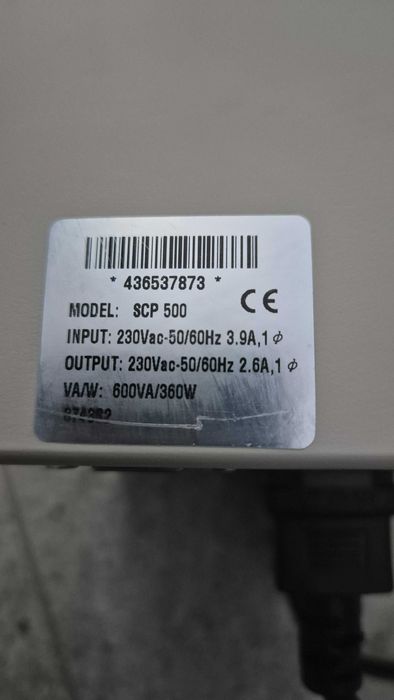 * 436537873 *
MODEL: SCP 500 CE
INPUT: 230Vac-50/60Hz 3.9A,1 ϕ
OUTPUT: 230Vac-50/60Hz 2.6A,1 ϕ
VA/W: 600VA/360W